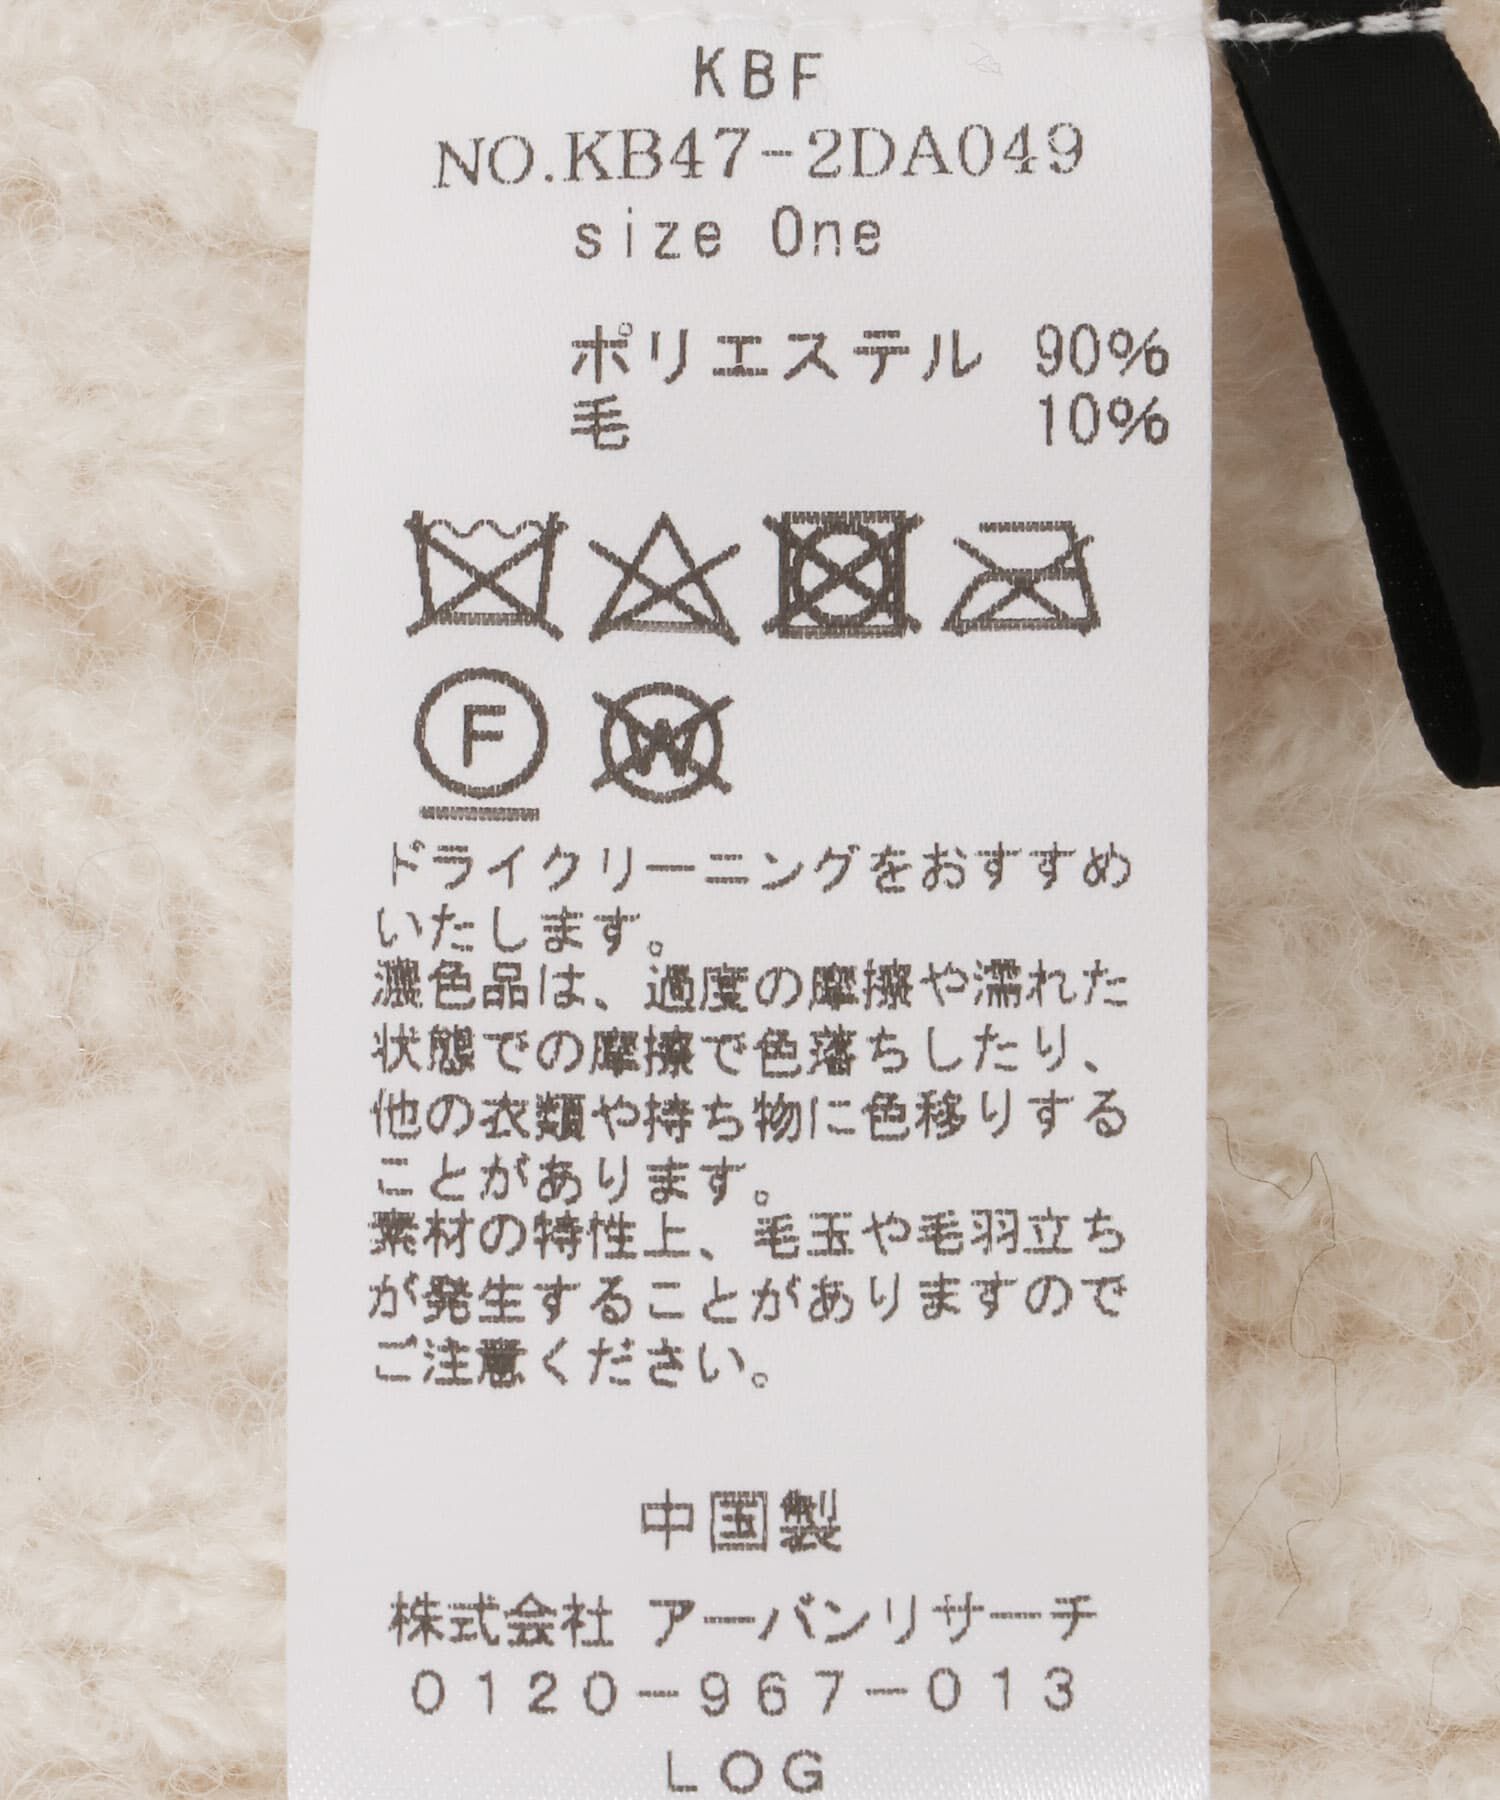 KBF
NO.KB47-2DA049
size One
ポリエステル 90%
毛 10%
F
W
ドライクリーニングをおすすめ
いたします。
濃色品は、過度の摩擦や濡れた
状態での摩擦で色落ちしたり、
他の衣類や持ち物に色移りする
ことがあります。
素材の特性上、毛玉や毛羽立ち
が発生することがありますので
ご注意ください。
中国製
株式会社 アーバンリサーチ
0120-967-013
LOG